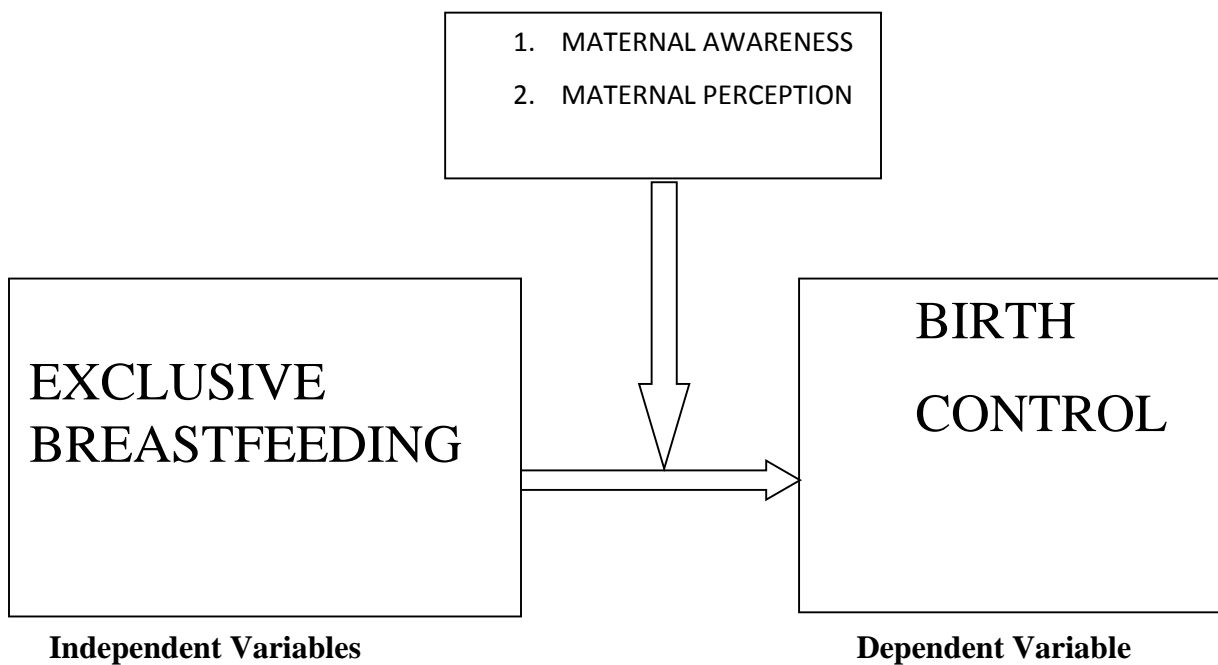 1. MATERNAL AWARENESS
2. MATERNAL PERCEPTION
EXCLUSIVE
BREASTFEEDING
BIRTH
CONTROL
Independent Variables
Dependent Variable